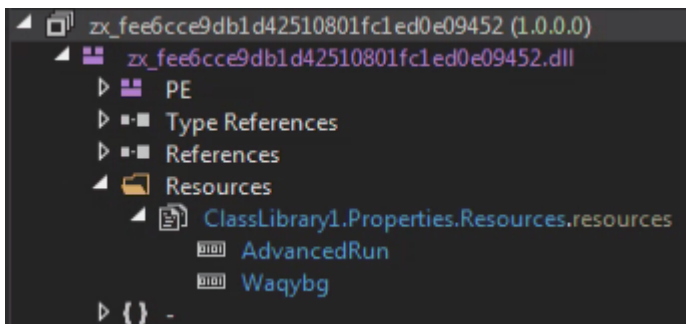 zx_fee6cce9db1d42510801fc1ed0e09452 (1.0.0.0)
zx_fee6cce9db1d42510801fc1ed0e09452.dll
PE
Type References
References
Resources
ClassLibrary1.Properties.Resources.resources
AdvancedRun
Waqybg
{ } -